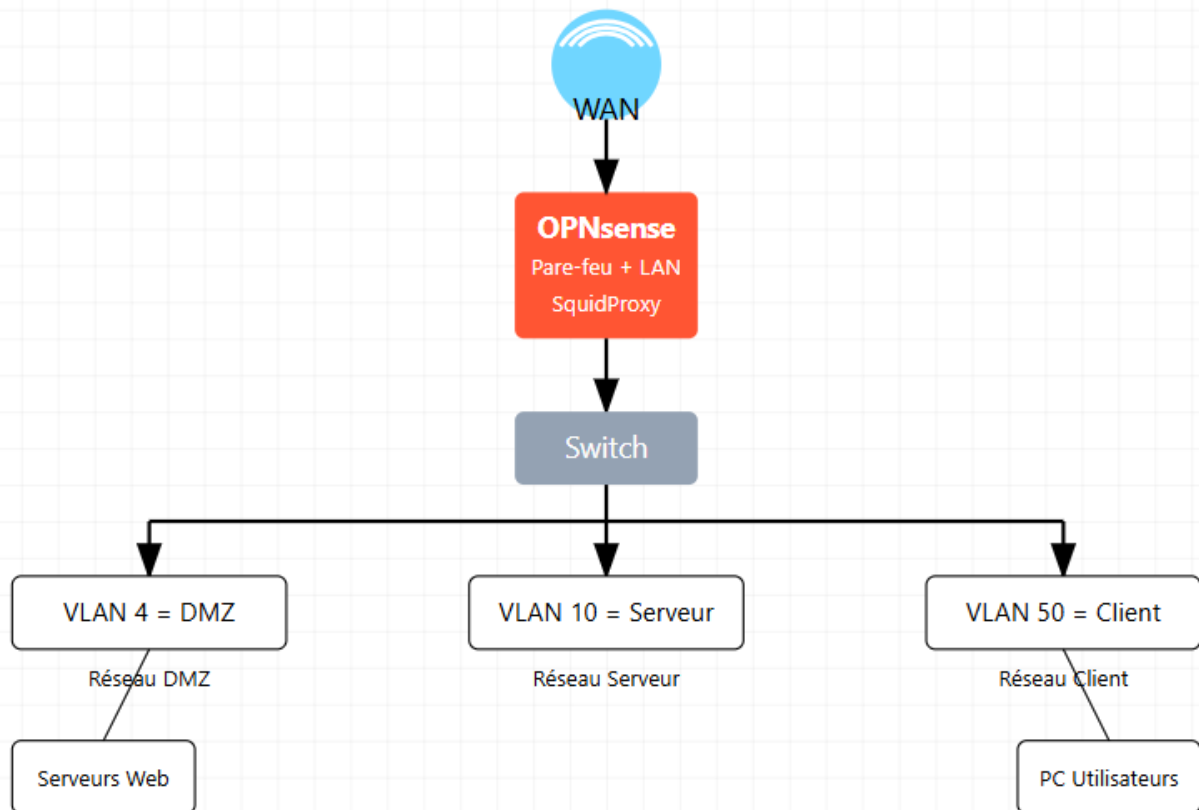 WAN
OPNsense
Pare-feu + LAN
SquidProxy
Switch
VLAN 4 = DMZ
VLAN 10 = Serveur
VLAN 50 = Client
Réseau DMZ
Réseau Serveur
Réseau Client
Serveurs Web
PC Utilisateurs